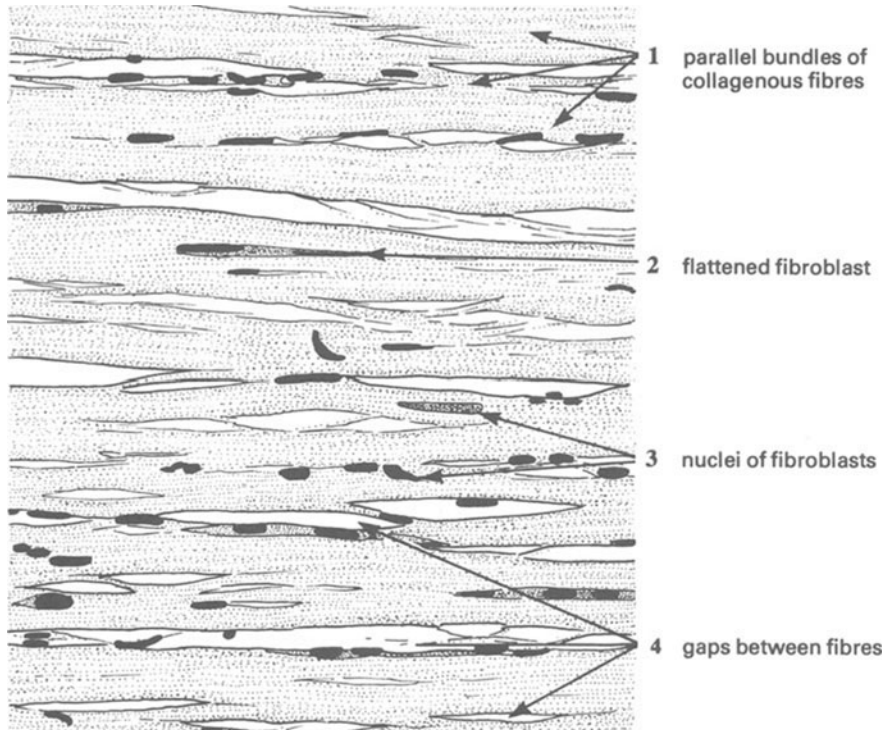 1 parallel bundles of
collagenous fibres
2 flattened fibroblast
3 nuclei of fibroblasts
4 gaps between fibres